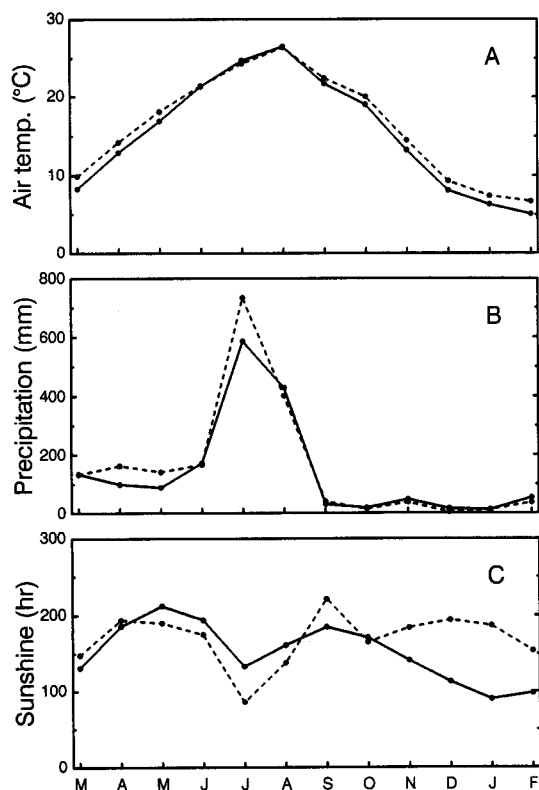 30
20
10
0
Air temp. (°C)
A
800
600
400
200
0
Precipitation (mm)
B
300
200
100
0
Sunshine (hr)
C
M A M J J A S O N D J F